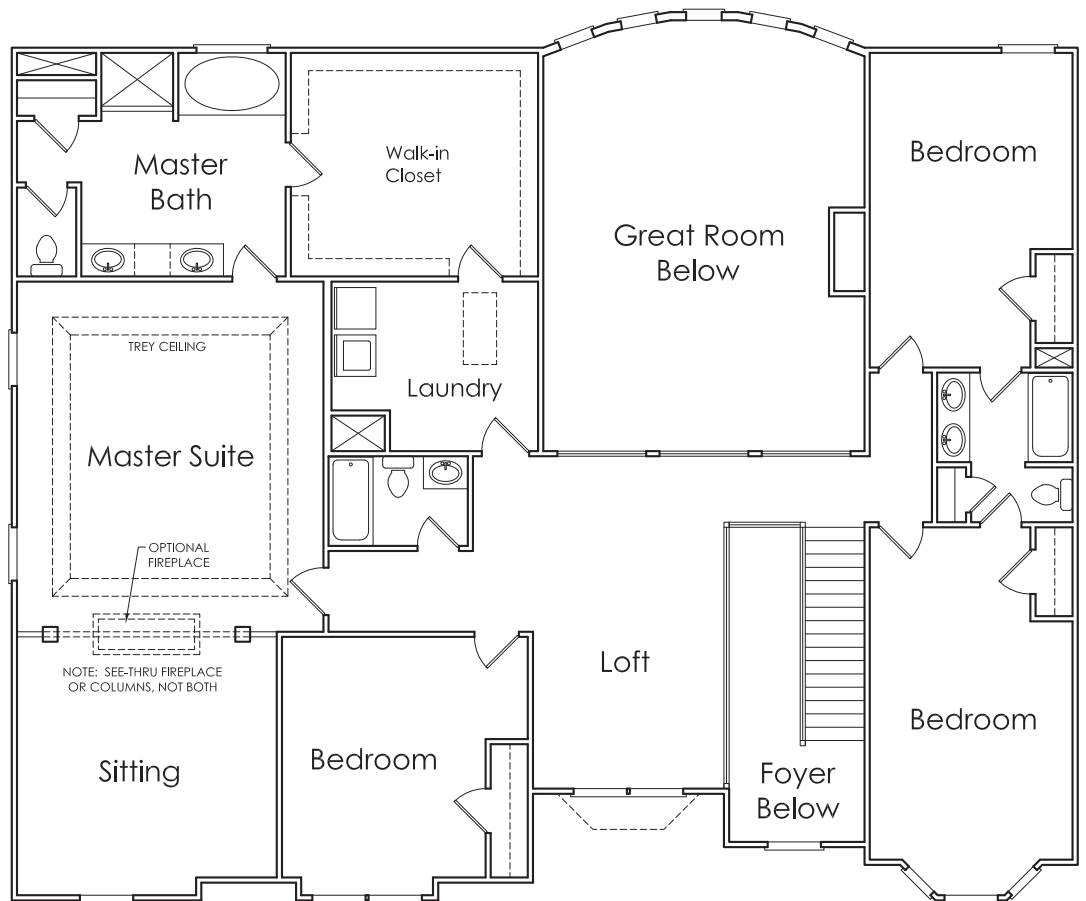 Master
Bath
Walk-in
Closet
Great Room
Below
Bedroom
TREY CEILING
Laundry
Master Suite
OPTIONAL
FIREPLACE
NOTE: SEE-THRU FIREPLACE
OR COLUMNS, NOT BOTH
Loft
Sitting
Bedroom
Foyer
Below
Bedroom